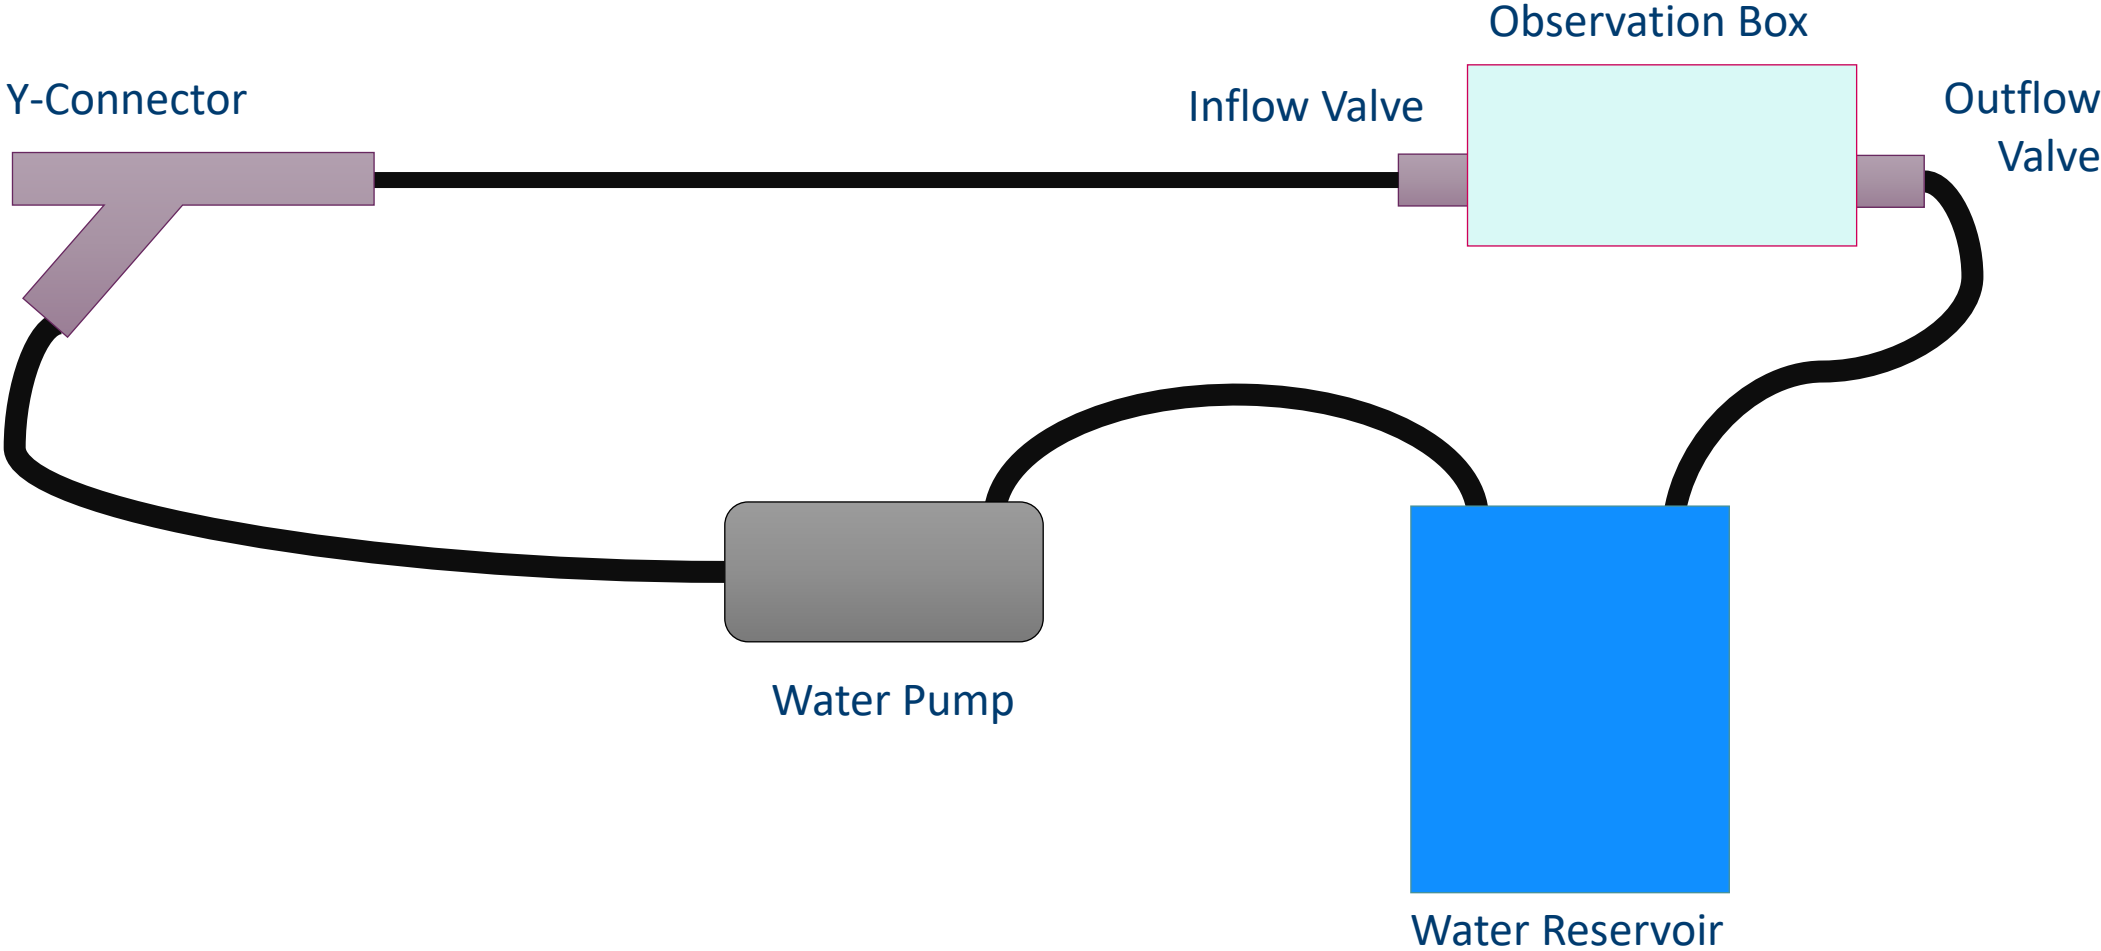 Observation Box
Y-Connector
Inflow Valve
Outflow
Valve
Water Pump
Water Reservoir